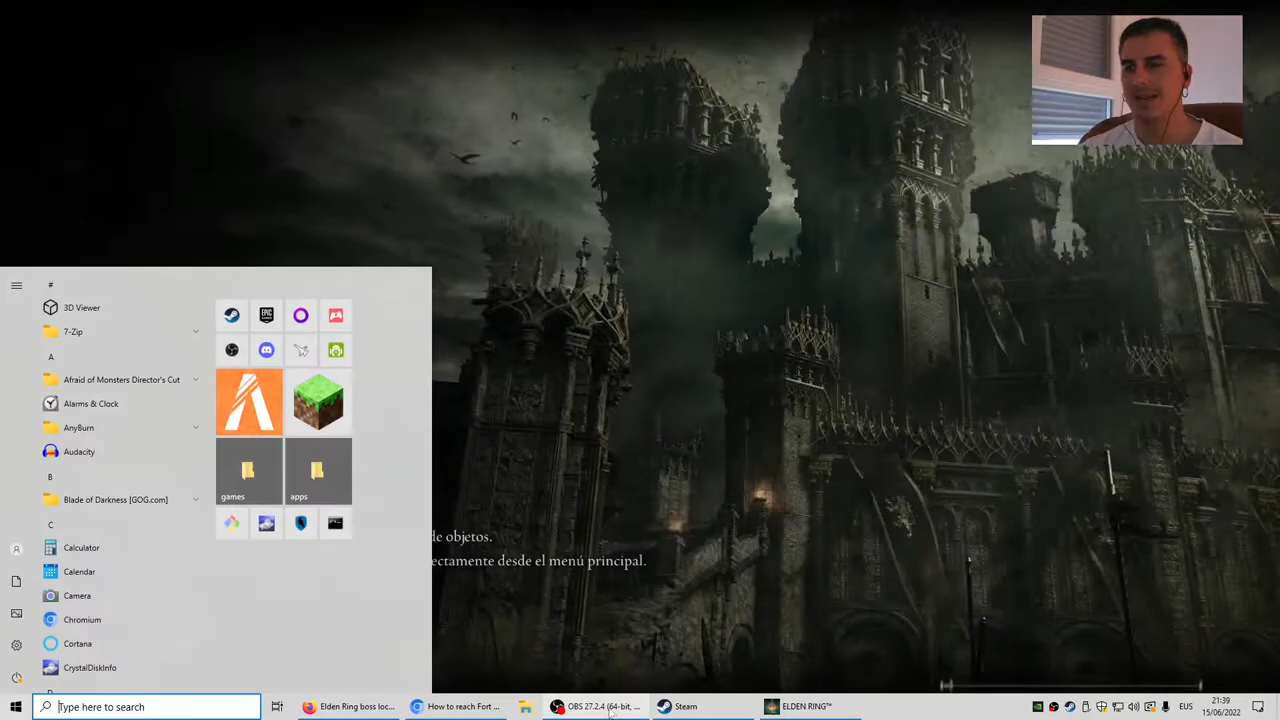 #
3D Viewer
7-Zip
A
Afraid of Monsters Director's Cut
Alarms & Clock
AnyBurn
Audacity
B
Blade of Darkness [GOG.com]
C
Calculator
Calendar
Camera
Chromium
Cortana
CrystalDiskInfo
EPIC
GAMES
games
apps
de objetos.
ectamente desde el menú principal.
Type here to search
Elden Ring boss loc...
How to reach Fort ...
OBS 27.2.4 (64-bit, ...
Steam
ELDEN RING™
EUS
21:39
15/06/2022